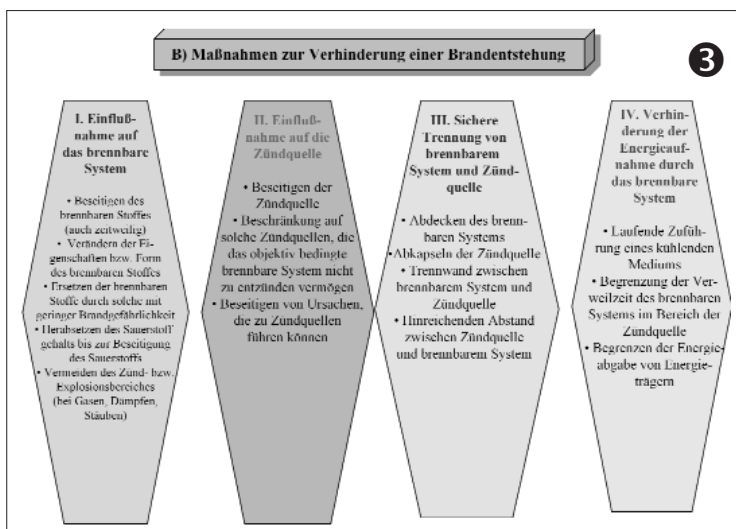 B) Maßnahmen zur Verhinderung einer Brandentstehung
3
I. Einfluß-
nahme auf
das brennbare
System
• Beseitigen des
brennbaren Stoffes
(auch zeitweilig)
• Verändern der Ei-
genschaften bzw. Form
des brennbaren Stoffes
• Ersetzen der brennbaren
Stoffe durch solche mit
geringer Brandgefährlichkeit
• Herabsetzen des Sauerstoff
gehalts bis zur Beseitigung
des Sauerstoffs
• Vermeiden des Zünd- bzw.
Explosionsbereiches
(bei Gasen, Dämpfen,
Stäuben)
II. Einfluß-
nahme auf die
Zündquelle
• Beseitigen der
Zündquelle
• Beschränkung auf
solche Zündquellen, die
das objektiv bedingte
brennbare System nicht
zu entzünden vermögen
• Beseitigen von Ursachen,
die zu Zündquellen
führen können
III. Sichere
Trennung von
brennbarem
System und Zünd-
quelle
• Abdecken des brenn-
baren Systems
• Abkapseln der Zündquelle
• Trennwand zwischen
brennbarem System und
Zündquelle
• Hinreichenden Abstand
zwischen Zündquelle
und brennbarem System
IV. Verhin-
derung der
Energieauf-
nahme durch
das brennbare
System
• Laufende Zufüh-
rung eines kühlenden
Mediums
• Begrenzung der Ver-
weilzeit des brennbaren
Systems im Bereich der
Zündquelle
• Begrenzen der Energie-
abgabe von Energie-
trägern